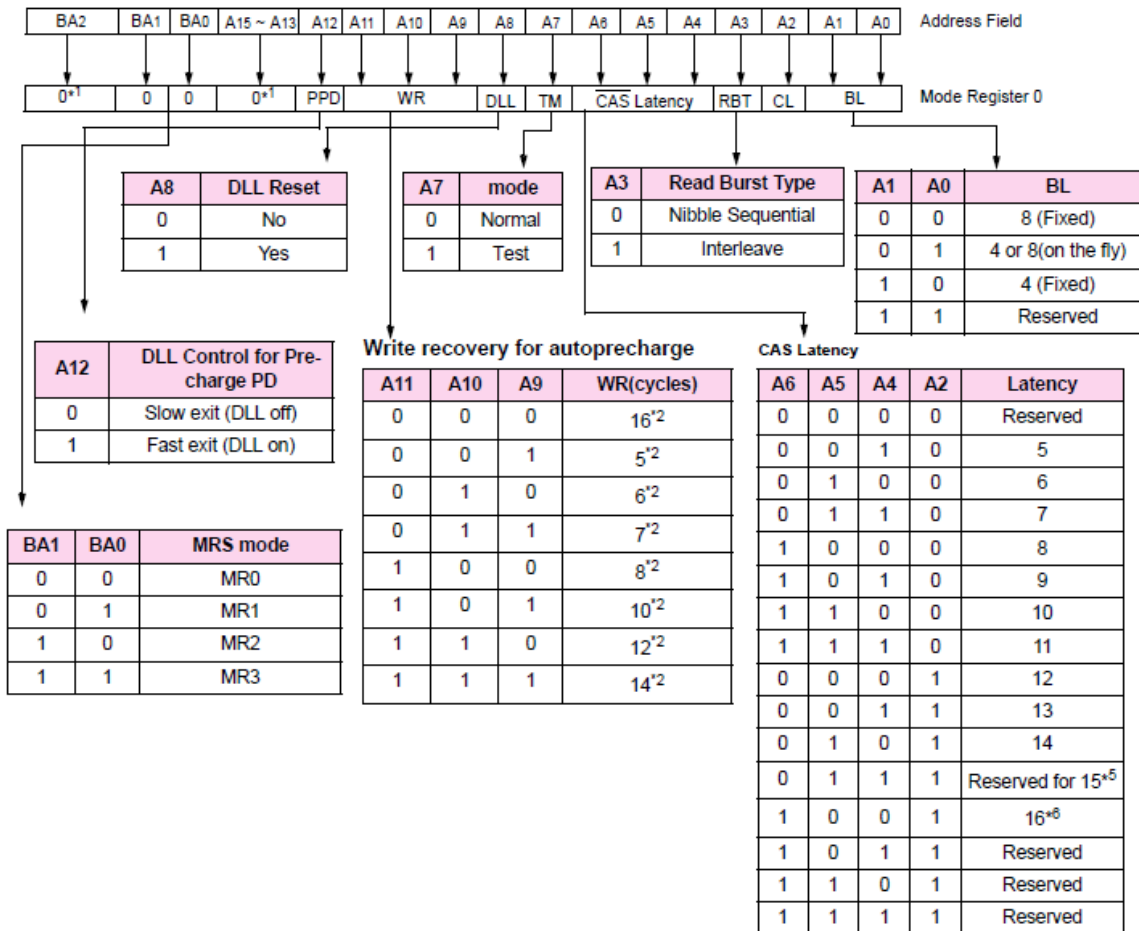 BA2 BA1 BA0 A15 ~ A13 A12 A11 A10 A9 A8 A7 A6 A5 A4 A3 A2 A1 A0 Address Field
0*1 0 0 0*1 PPD WR DLL TM CAS Latency RBT CL BL Mode Register 0
A8 DLL Reset
0 No
1 Yes
A7 mode
0 Normal
1 Test
A3 Read Burst Type
0 Nibble Sequential
1 Interleave
A1 A0 BL
0 0 8 (Fixed)
0 1 4 or 8(on the fly)
1 0 4 (Fixed)
1 1 Reserved
A12 DLL Control for Pre-
charge PD
0 Slow exit (DLL off)
1 Fast exit (DLL on)
Write recovery for autoprecharge
A11 A10 A9 WR(cycles)
0 0 0 16*2
0 0 1 5*2
0 1 0 6*2
0 1 1 7*2
1 0 0 8*2
1 0 1 10*2
1 1 0 12*2
1 1 1 14*2
CAS Latency
A6 A5 A4 A2 Latency
0 0 0 0 Reserved
0 0 1 0 5
0 1 0 0 6
0 1 1 0 7
1 0 0 0 8
1 0 1 0 9
1 1 0 0 10
1 1 1 0 11
0 0 0 1 12
0 0 1 1 13
0 1 0 1 14
0 1 1 1 Reserved for 15*5
1 0 0 1 16*6
1 0 1 1 Reserved
1 1 0 1 Reserved
1 1 1 1 Reserved
BA1 BA0 MRS mode
0 0 MR0
0 1 MR1
1 0 MR2
1 1 MR3